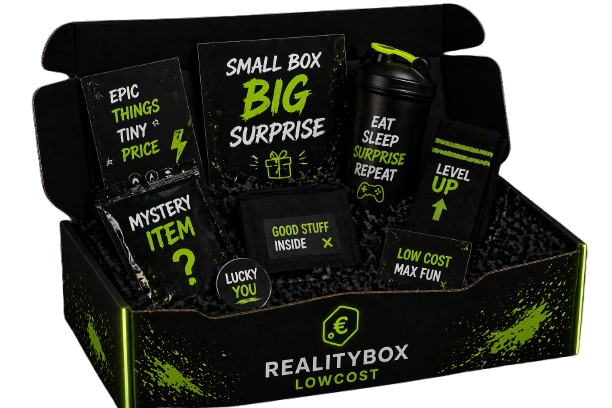 EPIC
THINGS
TINY
PRICE
SMALL BOX
BIG
SURPRISE
EAT
SLEEP
SURPRISE
REPEAT
LEVEL
UP
MYSTERY
ITEM
?
LUCKY
YOU
GOOD STUFF
INSIDE
LOW COST
MAX FUN
€
REALITYBOX
LOWCOST